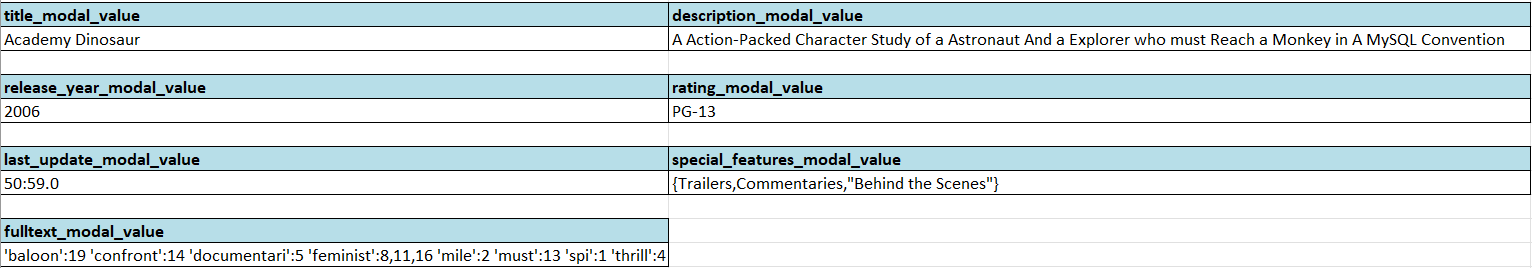 title_modal_value description_modal_value
Academy Dinosaur A Action-Packed Character Study of a Astronaut And a Explorer who must Reach a Monkey in A MySQL Convention
release_year_modal_value rating_modal_value
2006 PG-13
last_update_modal_value special_features_modal_value
50:59.0 {Trailers,Commentaries,"Behind the Scenes"}
fulltext_modal_value
'baloon':19 'confront':14 'documentari':5 'feminist':8,11,16 'mile':2 'must':13 'spi':1 'thrill':4